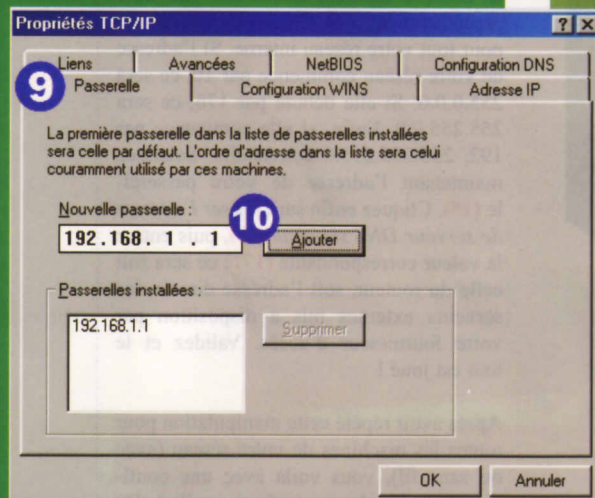 Propriétés TCP/IP
Liens Avancées NetBIOS Configuration DNS
9 Passerelle Configuration WINS Adresse IP
La première passerelle dans la liste de passerelles installées
sera celle par défaut. L'ordre d'adresse dans la liste sera celui
couramment utilisé par ces machines.
Nouvelle passerelle :
10
192.168. 1 . 1 Ajouter
Passerelles installées :
192.168.1.1 Supprimer
OK Annuler